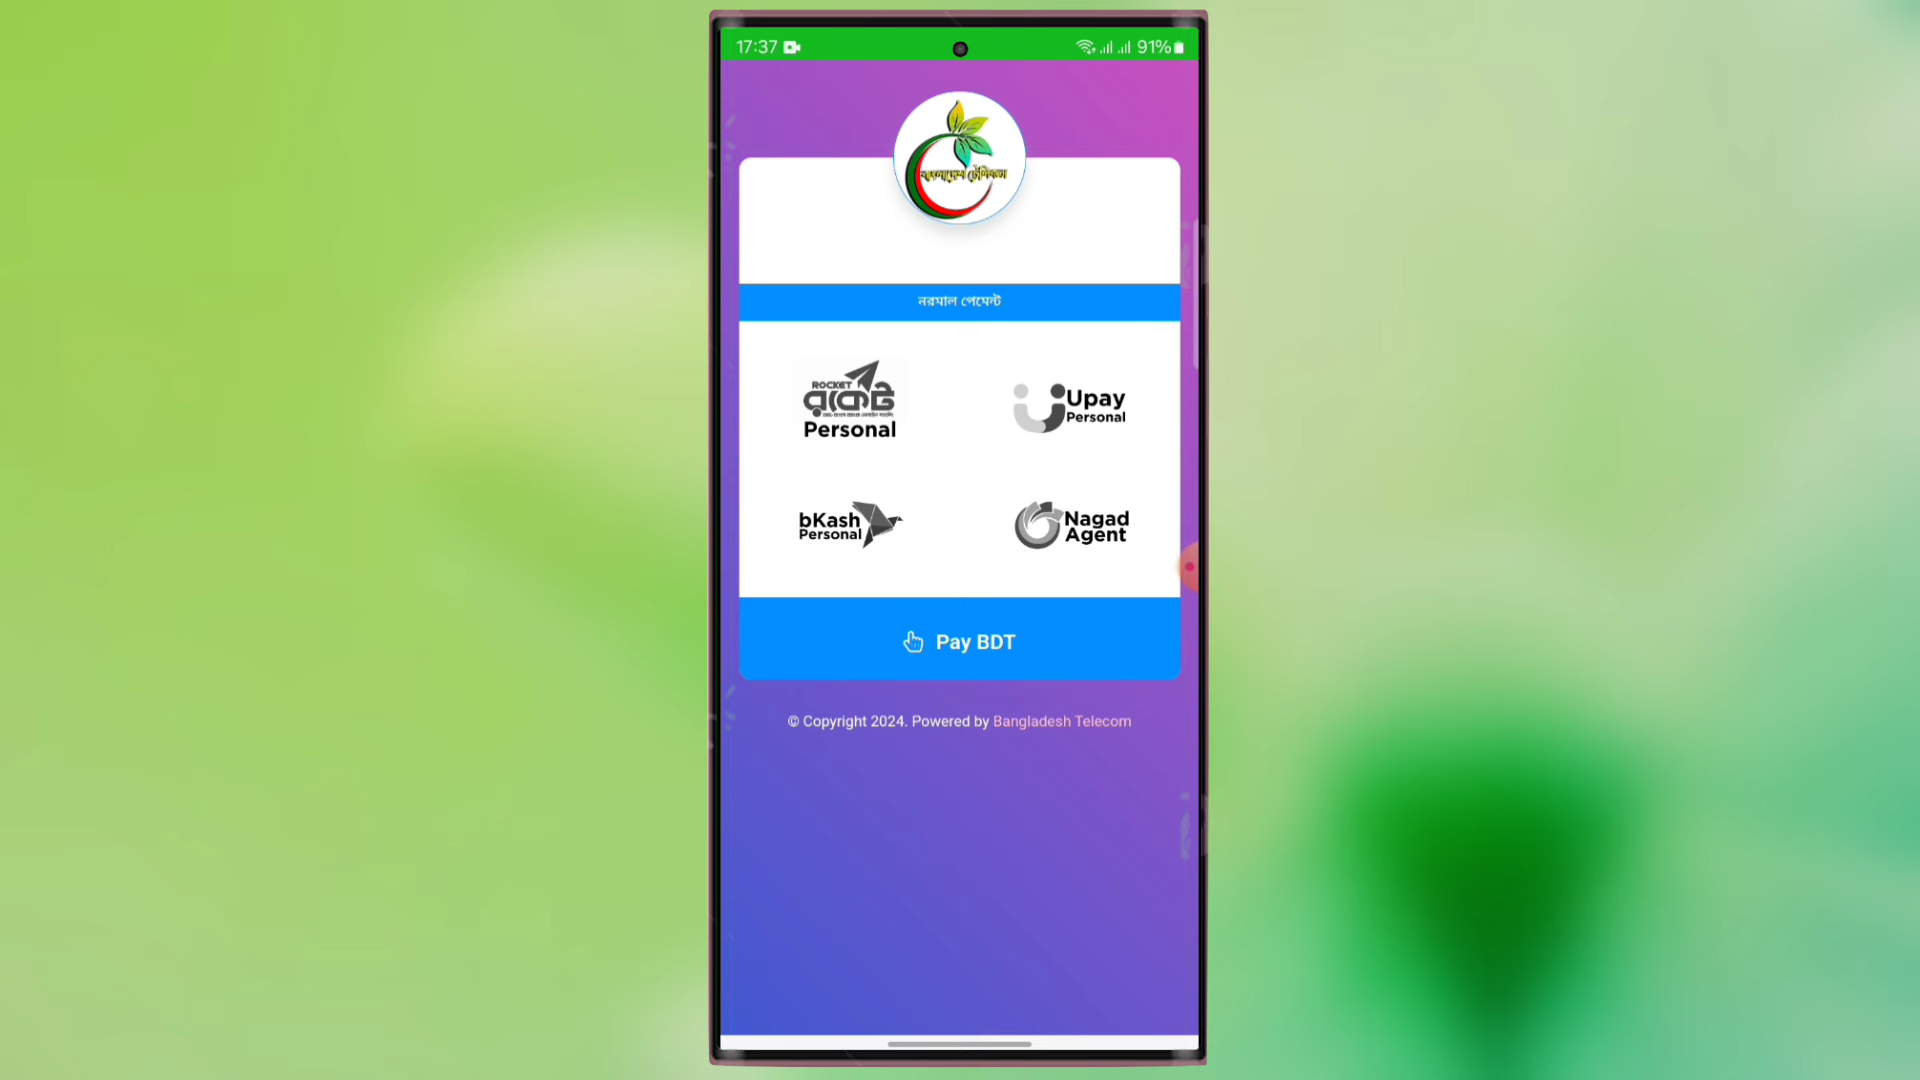 17:37 91%
বাংলাদেশ টেলিকম
নরমাল পেমেন্ট
ROCKET
রকেট
Personal
Upay
Personal
bKash
Personal
Nagad
Agent
Pay BDT
© Copyright 2024. Powered by Bangladesh Telecom